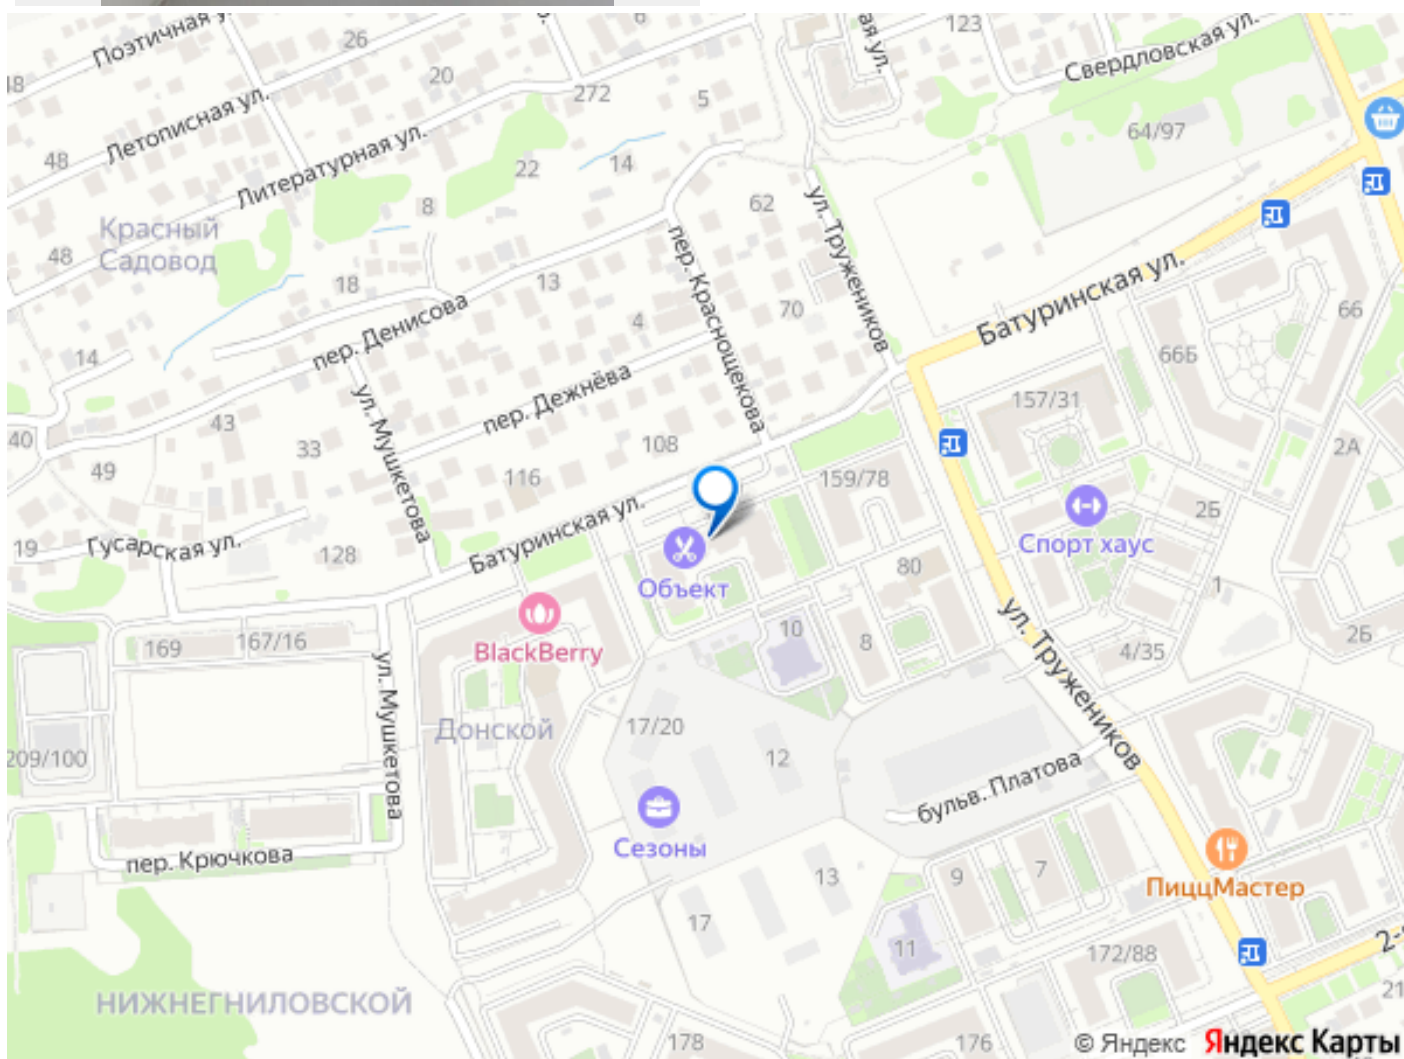 Поэтичная
26
6
123
Свердловская ул.
ая ул.
18
20
272
5
64/97
Летописная ул.
48
Литературная ул.
22
14
62
ул. Тружеников
8
Красный
Садовод
48
18
13
пер. Краснощекова
Батуринская ул.
4
70
66
14
пер. Денисова
66Б
пер. Дежнёва
157/31
ул. Мушкетова
40
43
33
108
2А
49
116
159/78
Батуринская ул.
2Б
19
Гусарская ул.
128
Спорт хаус
Объект
80
1
ул. Тружеников
BlackBerry
10
8
169
167/16
4/35
2Б
ул. Мушкетова
Донской
17/20
12
209/100
бульв. Платова
Сезоны
пер. Крючкова
13
9
7
ПиццМастер
17
11
172/88
2-
НИЖНЕГНИЛОВСКОЙ
21
178
176
© Яндекс Яндекс Карты